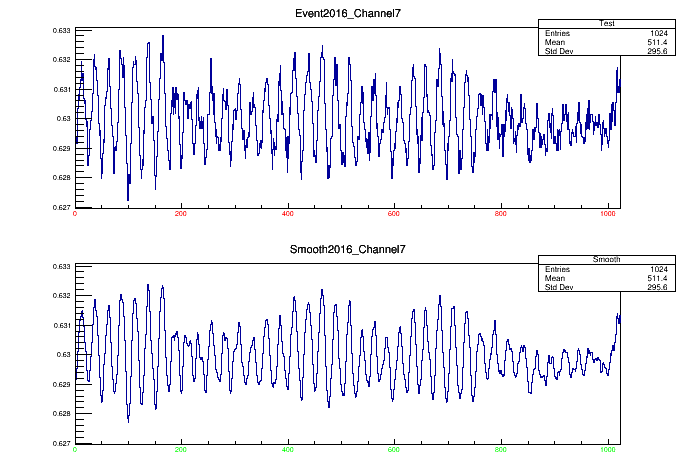 Event2016_Channel7
Test
Entries 1024
Mean 511.4
Std Dev 295.6
0.633
0.632
0.631
0.63
0.629
0.628
0.627
0 200 400 600 800 1000
Smooth2016_Channel7
Smooth
Entries 1024
Mean 511.4
Std Dev 295.6
0.633
0.632
0.631
0.63
0.629
0.628
0.627
0 200 400 600 800 1000